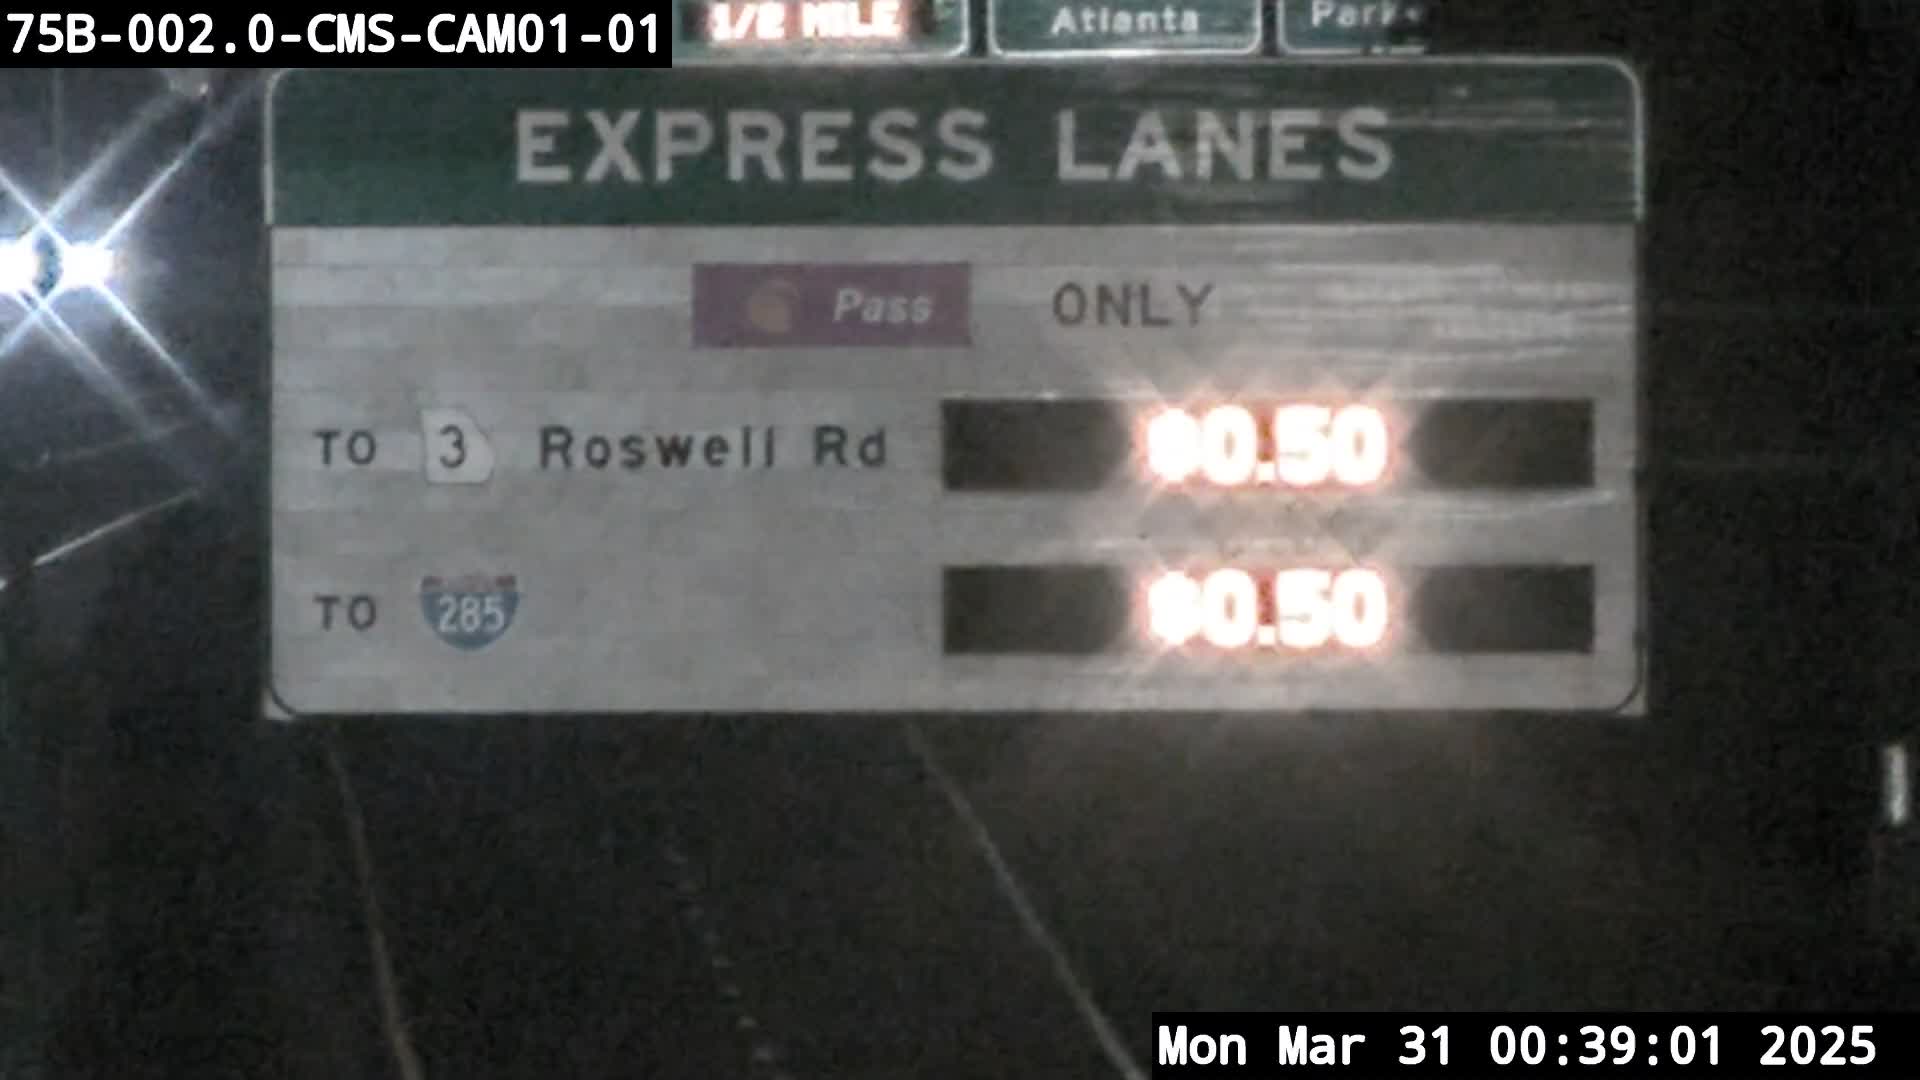 75B-002.0-CMS-CAM01-01
1/2 MILE
Atlanta
EXPRESS LANES
Pass ONLY
TO 3 Roswell Rd $0.50
TO 285 $0.50
Mon Mar 31 00:39:01 2025